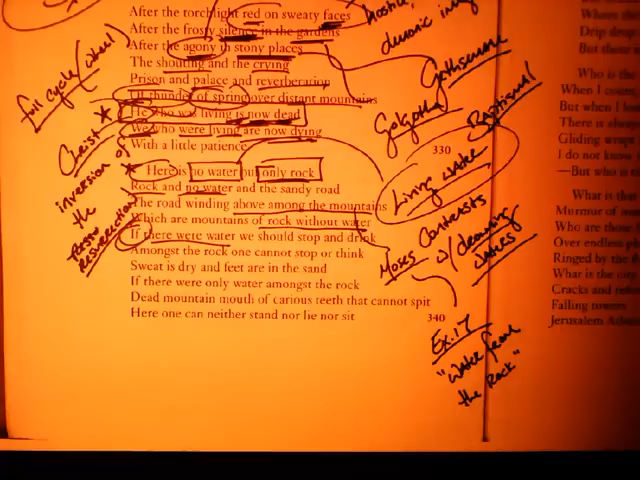 After the torchlight red on sweaty faces
After the frosty silence in the gardens
After the agony in stony places
The shouting and the crying
Prison and palace and reverberation
Of thunder of spring over distant mountains
He who was living is now dead
We who were living are now dying
With a little patience
330
Here is no water but only rock
Rock and no water and the sandy road
The road winding above among the mountains
Which are mountains of rock without water
If there were water we should stop and drink
Amongst the rock one cannot stop or think
Sweat is dry and feet are in the sand
If there were only water amongst the rock
Dead mountain mouth of carious teeth that cannot spit
Here one can neither stand nor lie nor sit
340
full cycle (wheel)
Christ
inversion of
the
resurrection
hostile,
demonic
Gethsemane
Golgotha
Baptismal
Living water
Contrasts
w/ drowning
waters
Moses
Ex. 17
"water from
the rock"
Drip drop
But there
Who is the
When I count
But when I look
There is always
Gliding wrapt
I do not know
—But who is
What is that
Murmur of
Who are those
Over endless
Ringed by the
What is the city
Cracks and
Falling towers
Jerusalem